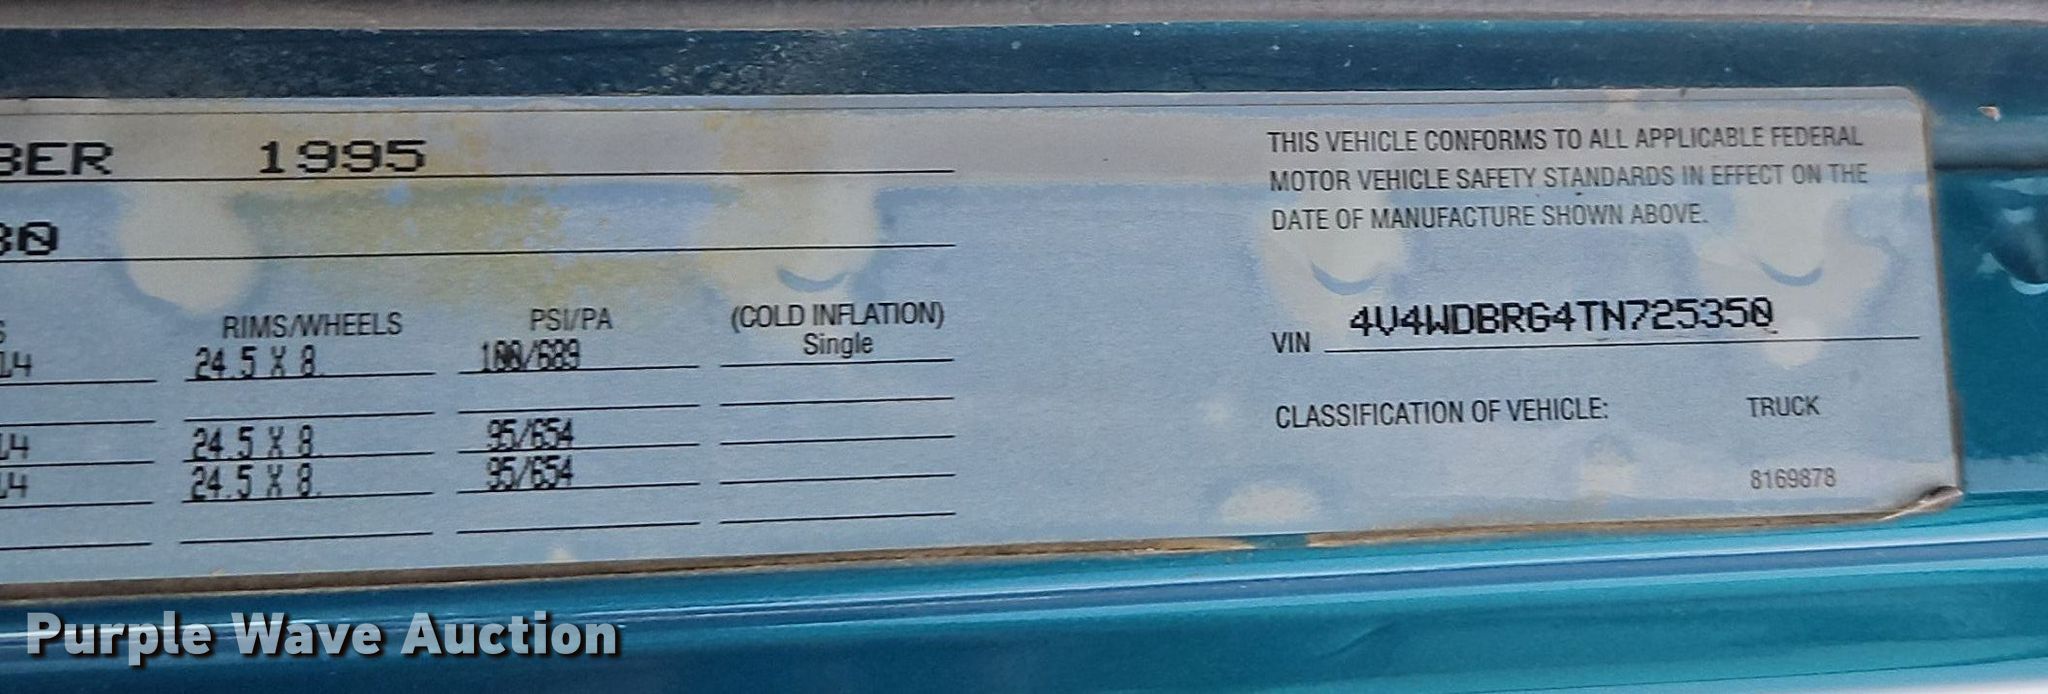 BER 1995
THIS VEHICLE CONFORMS TO ALL APPLICABLE FEDERAL
MOTOR VEHICLE SAFETY STANDARDS IN EFFECT ON THE
DATE OF MANUFACTURE SHOWN ABOVE.
80
RIMS/WHEELS PSI/PA (COLD INFLATION)
Single
24.5 X 8. 100/689
VIN 4V4WDBRG4TN725350
CLASSIFICATION OF VEHICLE: TRUCK
24.5 X 8. 95/654
24.5 X 8. 95/654
8169878
Purple Wave Auction